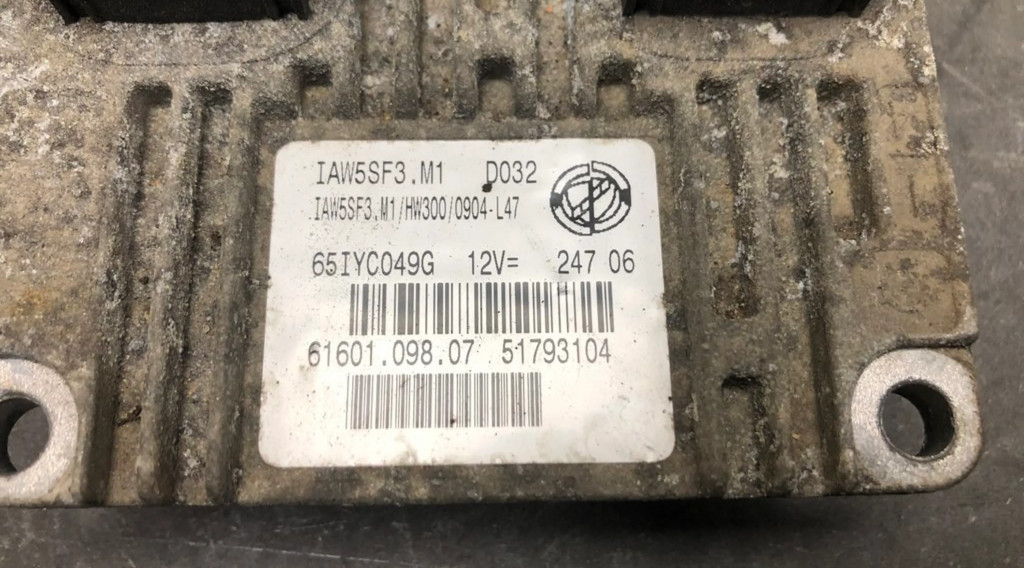 IAW5SF3.M1 D032
IAW5SF3.M1/HW300/0904-L47
65IYC049G 12V= 247 06
61601.098.07 51793104